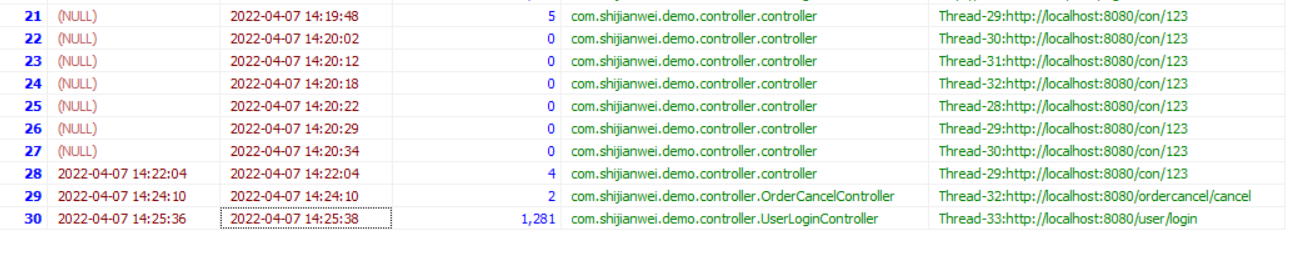 21 (NULL) 2022-04-07 14:19:48 5 com.shijianwei.demo.controller.controller Thread-29:http://localhost:8080/con/123
22 (NULL) 2022-04-07 14:20:02 0 com.shijianwei.demo.controller.controller Thread-30:http://localhost:8080/con/123
23 (NULL) 2022-04-07 14:20:12 0 com.shijianwei.demo.controller.controller Thread-31:http://localhost:8080/con/123
24 (NULL) 2022-04-07 14:20:18 0 com.shijianwei.demo.controller.controller Thread-32:http://localhost:8080/con/123
25 (NULL) 2022-04-07 14:20:22 0 com.shijianwei.demo.controller.controller Thread-28:http://localhost:8080/con/123
26 (NULL) 2022-04-07 14:20:29 0 com.shijianwei.demo.controller.controller Thread-29:http://localhost:8080/con/123
27 (NULL) 2022-04-07 14:20:34 0 com.shijianwei.demo.controller.controller Thread-30:http://localhost:8080/con/123
28 2022-04-07 14:22:04 2022-04-07 14:22:04 4 com.shijianwei.demo.controller.controller Thread-29:http://localhost:8080/con/123
29 2022-04-07 14:24:10 2022-04-07 14:24:10 2 com.shijianwei.demo.controller.OrderCancelController Thread-32:http://localhost:8080/ordercancel/cancel
30 2022-04-07 14:25:36 2022-04-07 14:25:38 1,281 com.shijianwei.demo.controller.UserLoginController Thread-33:http://localhost:8080/user/login